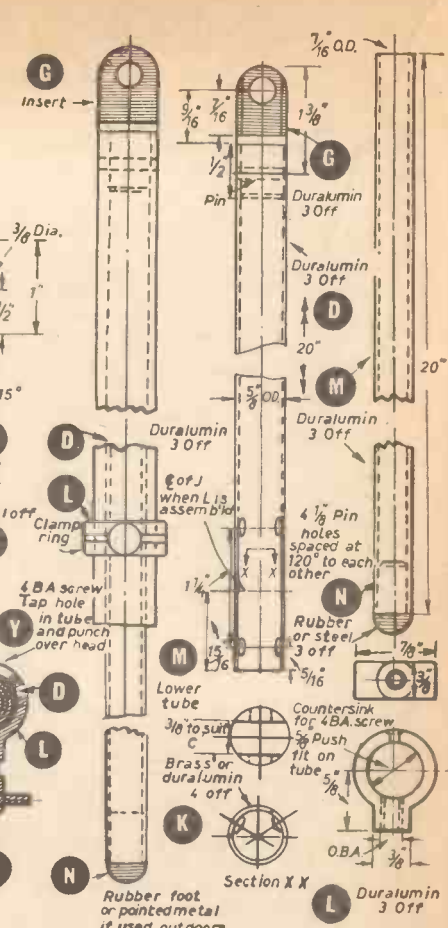 G
Insert
3/8 Dia.
1"
1/2"
15°
D
Duralumin
3 Off
L
1 off
Clamp
ring
4 BA screw
Tap hole
in tube
and punch
over head
Y
D
L
N
Rubber foot
or pointed metal
if used outdoors
9/16"
7/16"
1/2
Pin
1 3/8"
G
Duralumin
3 Off
Duralumin
3 Off
D
20"
5/8" O.D.
℄ of J
when L is
assemb'ld
1 1/4"
15/16
X X
M
Lower
tube
5/16"
3/8" to suit
C
Brass or
duralumin
4 off
K
Section X X
7/16" O.D.
M
20"
Duralumin
3 Off
4 1/8" Pin
holes
spaced at
120° to each
other
N
Rubber
or steel
3 off
7/8"
3/8"
Countersink
for 4BA. screw
5/8" Push
fit on
tube
5/8"
O.B.A.
3/8"
L
Duralumin
3 Off